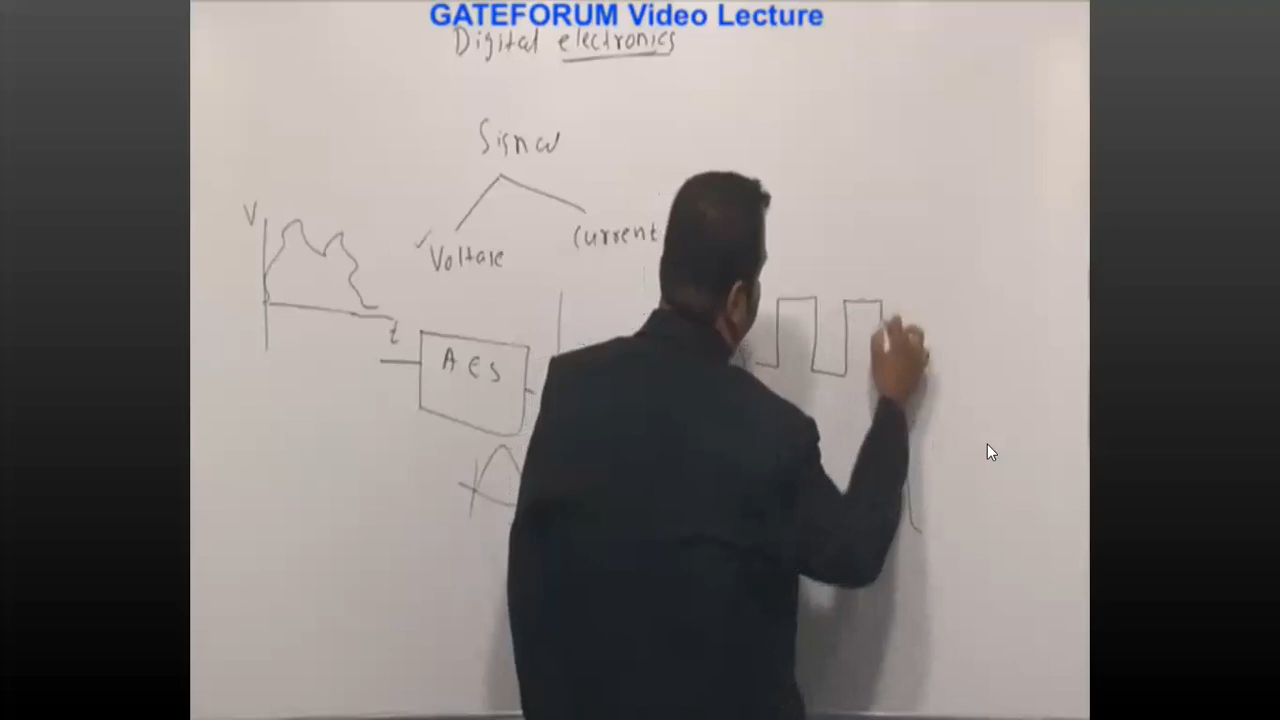 GATEFORUM Video Lecture
Digital electronics
Signal
V
Voltage
Current
t
AES